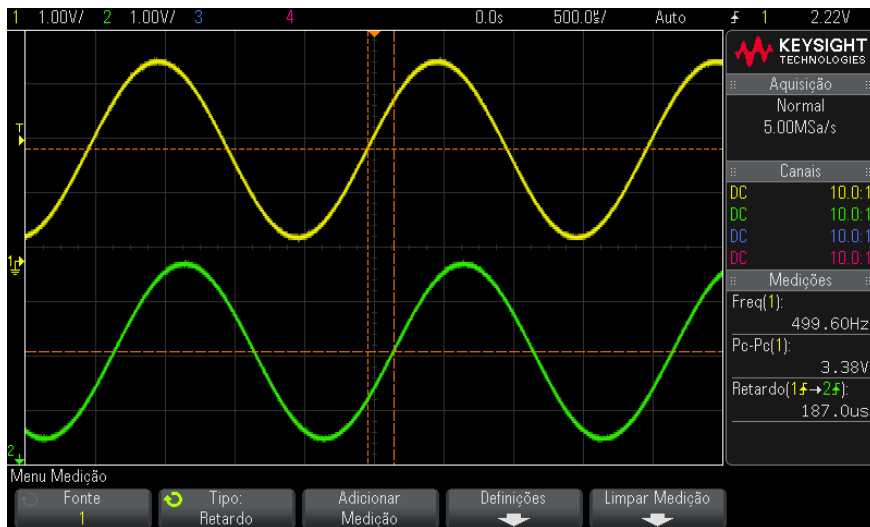 1 1.00V/ 2 1.00V/ 3 4 0.0s 500.0µs/ Auto 1 2.22V
KEYSIGHT
TECHNOLOGIES
Aquisição
Normal
5.00MSa/s
Canais
DC 10.0:1
DC 10.0:1
DC 10.0:1
DC 10.0:1
Medições
Freq(1):
499.60Hz
Pc-Pc(1):
3.38V
Retardo(1→2):
187.0us
T
1
2
Menu Medição
Fonte
1
Tipo:
Retardo
Adicionar
Medição
Definições
Limpar Medição